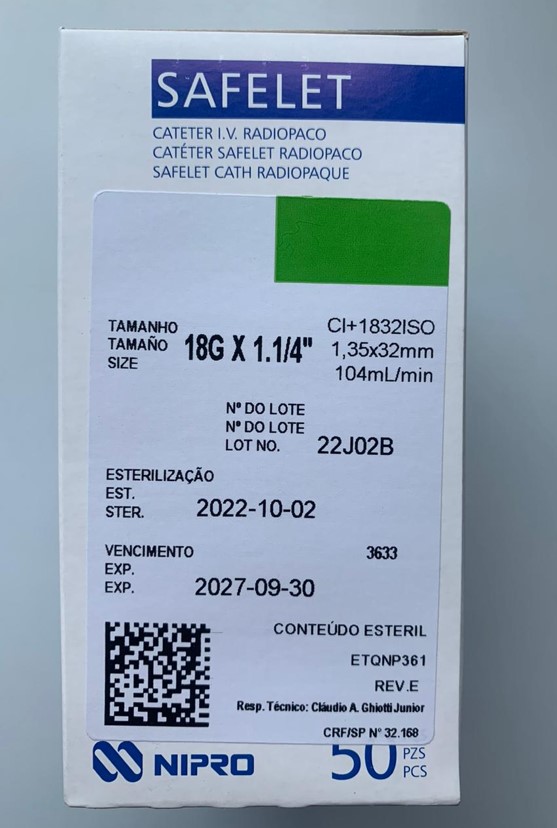 SAFELET
CATETER I.V. RADIOPACO
CATÉTER SAFELET RADIOPACO
SAFELET CATH RADIOPAQUE
TAMANHO
TAMAÑO
SIZE
18G X 1.1/4"
CI+1832ISO
1,35x32mm
104mL/min
Nº DO LOTE
Nº DO LOTE
LOT NO.
22J02B
ESTERILIZAÇÃO
EST.
STER.
2022-10-02
VENCIMENTO
3633
EXP.
EXP.
2027-09-30
CONTEÚDO ESTERIL
ETQNP361
REV.E
Resp. Técnico: Cláudio A. Ghiotti Junior
CRF/SP Nº 32.168
NIPRO
50
PZS
PCS